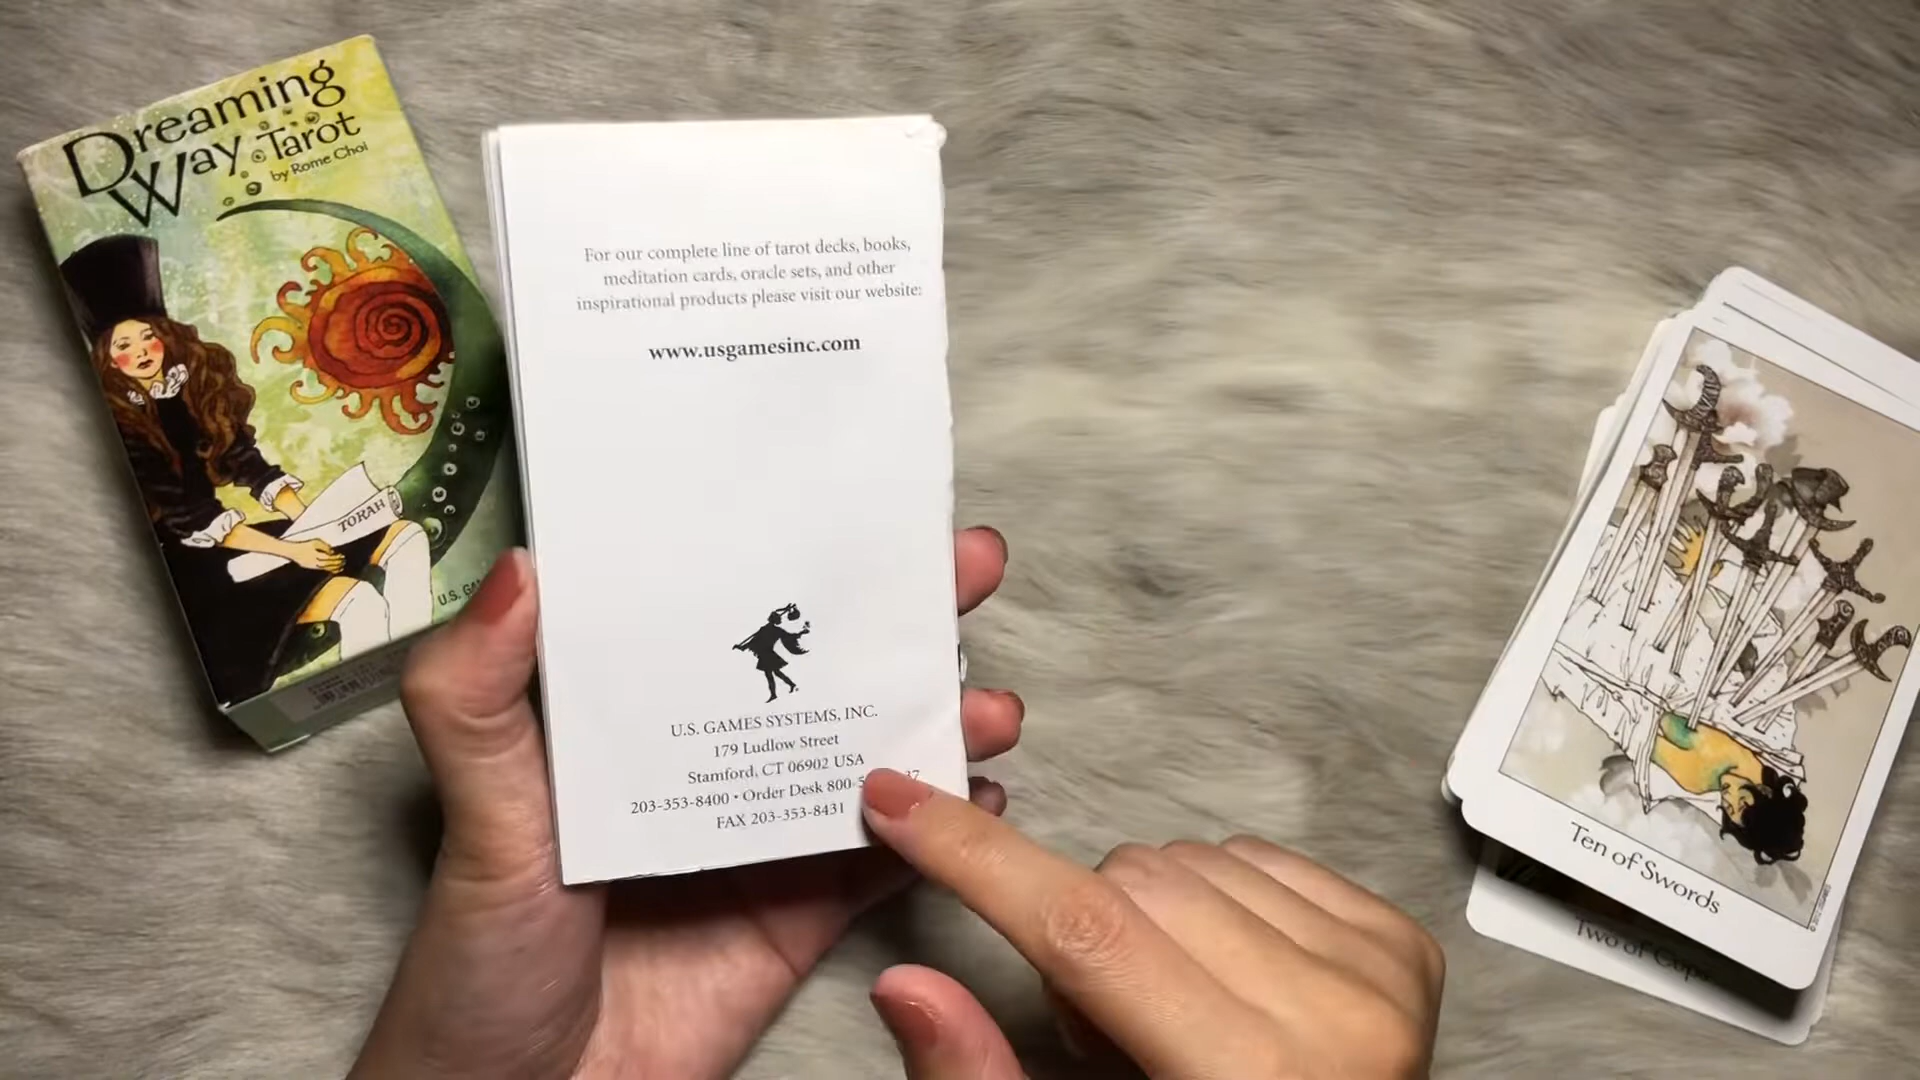 Dreaming
Way Tarot
by Rome Choi
TORAH
U.S.
For our complete line of tarot decks, books,
meditation cards, oracle sets, and other
inspirational products please visit our website:
www.usgamesinc.com
U.S. GAMES SYSTEMS, INC.
179 Ludlow Street
Stamford, CT 06902 USA
203-353-8400 • Order Desk 800-
FAX 203-353-8431
Ten of Swords
Two of Cups